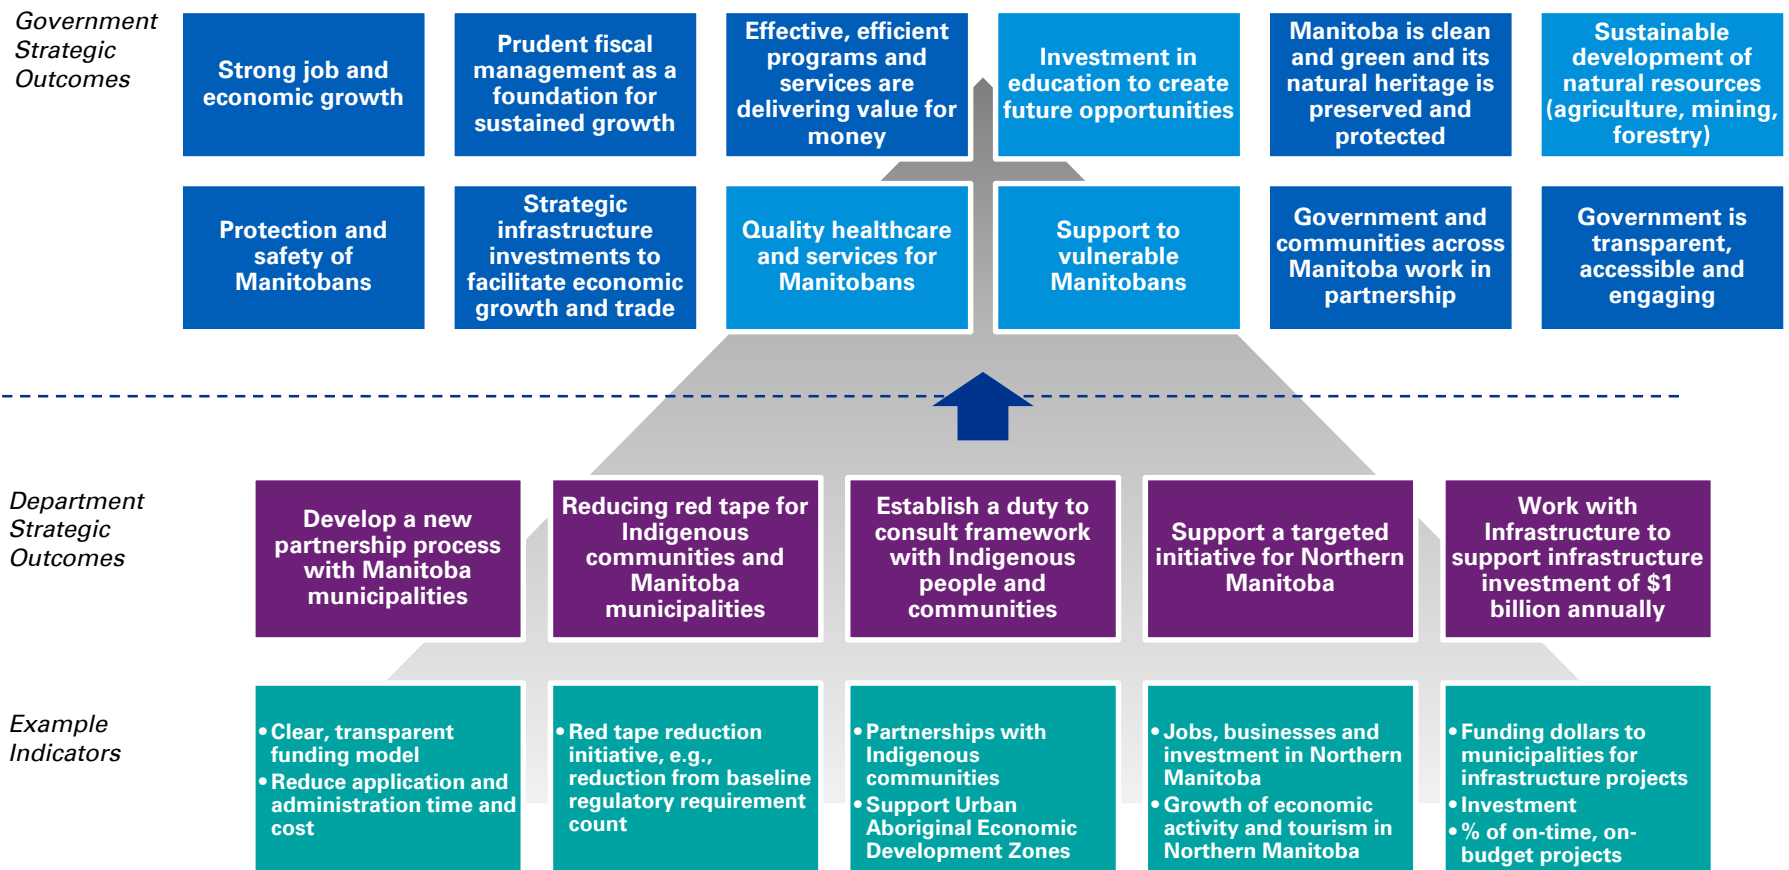 Government
Strategic
Outcomes
Strong job and
economic growth
Prudent fiscal
management as a
foundation for
sustained growth
Effective, efficient
programs and
services are
delivering value for
money
Investment in
education to create
future opportunities
Manitoba is clean
and green and its
natural heritage is
preserved and
protected
Sustainable
development of
natural resources
(agriculture, mining,
forestry)
Protection and
safety of
Manitobans
Strategic
infrastructure
investments to
facilitate economic
growth and trade
Quality healthcare
and services for
Manitobans
Support to
vulnerable
Manitobans
Government and
communities across
Manitoba work in
partnership
Government is
transparent,
accessible and
engaging
Department
Strategic
Outcomes
Develop a new
partnership process
with Manitoba
municipalities
Reducing red tape for
Indigenous
communities and
Manitoba
municipalities
Establish a duty to
consult framework
with Indigenous
people and
communities
Support a targeted
initiative for Northern
Manitoba
Work with
Infrastructure to
support infrastructure
investment of $1
billion annually
Example
Indicators
• Clear, transparent
funding model
• Reduce application and
administration time and
cost
• Red tape reduction
initiative, e.g.,
reduction from baseline
regulatory requirement
count
• Partnerships with
Indigenous
communities
• Support Urban
Aboriginal Economic
Development Zones
• Jobs, businesses and
investment in Northern
Manitoba
• Growth of economic
activity and tourism in
Northern Manitoba
• Funding dollars to
municipalities for
infrastructure projects
• Investment
• % of on-time, on-
budget projects